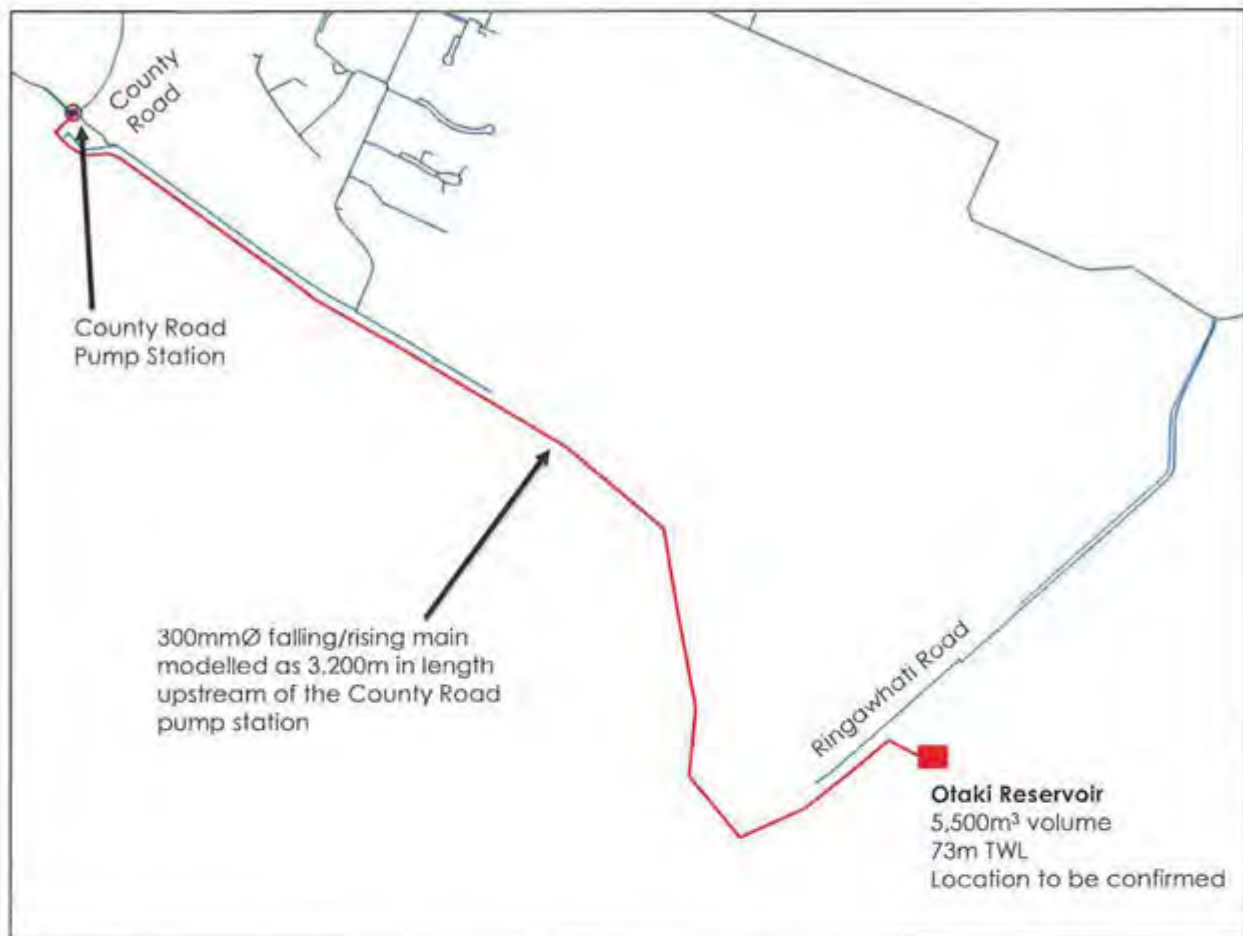 County
Road
County Road
Pump Station
300mmØ falling/rising main
modelled as 3,200m in length
upstream of the County Road
pump station
Ringawhati Road
Otaki Reservoir
5,500m³ volume
73m TWL
Location to be confirmed